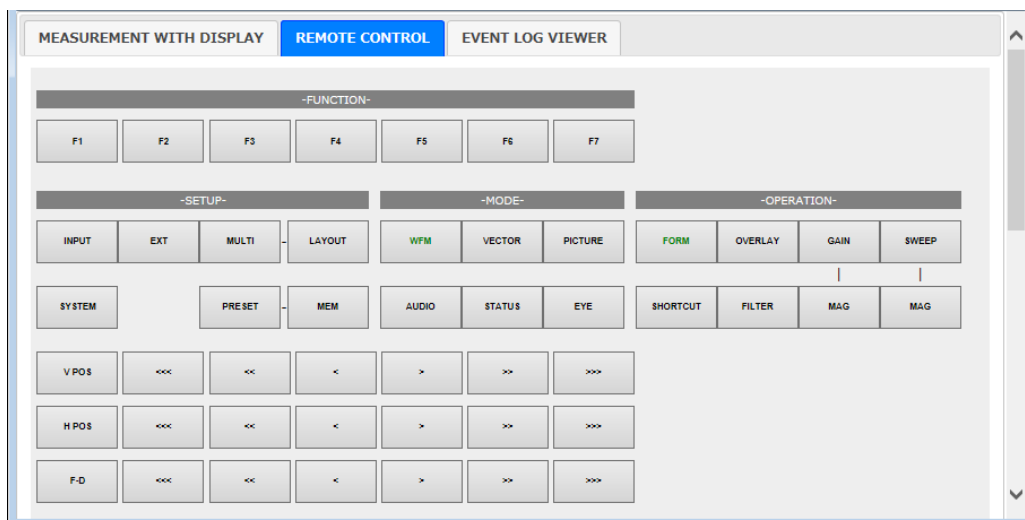 MEASUREMENT WITH DISPLAY REMOTE CONTROL EVENT LOG VIEWER
-FUNCTION-
F1 F2 F3 F4 F5 F6 F7
-SETUP- -MODE- -OPERATION-
INPUT EXT MULTI - LAYOUT WFM VECTOR PICTURE FORM OVERLAY GAIN SWEEP
SYSTEM PRESET - MEM AUDIO STATUS EYE SHORTCUT FILTER MAG MAG
V POS <<< << < > >> >>>
H POS <<< << < > >> >>>
F-D <<< << < > >> >>>